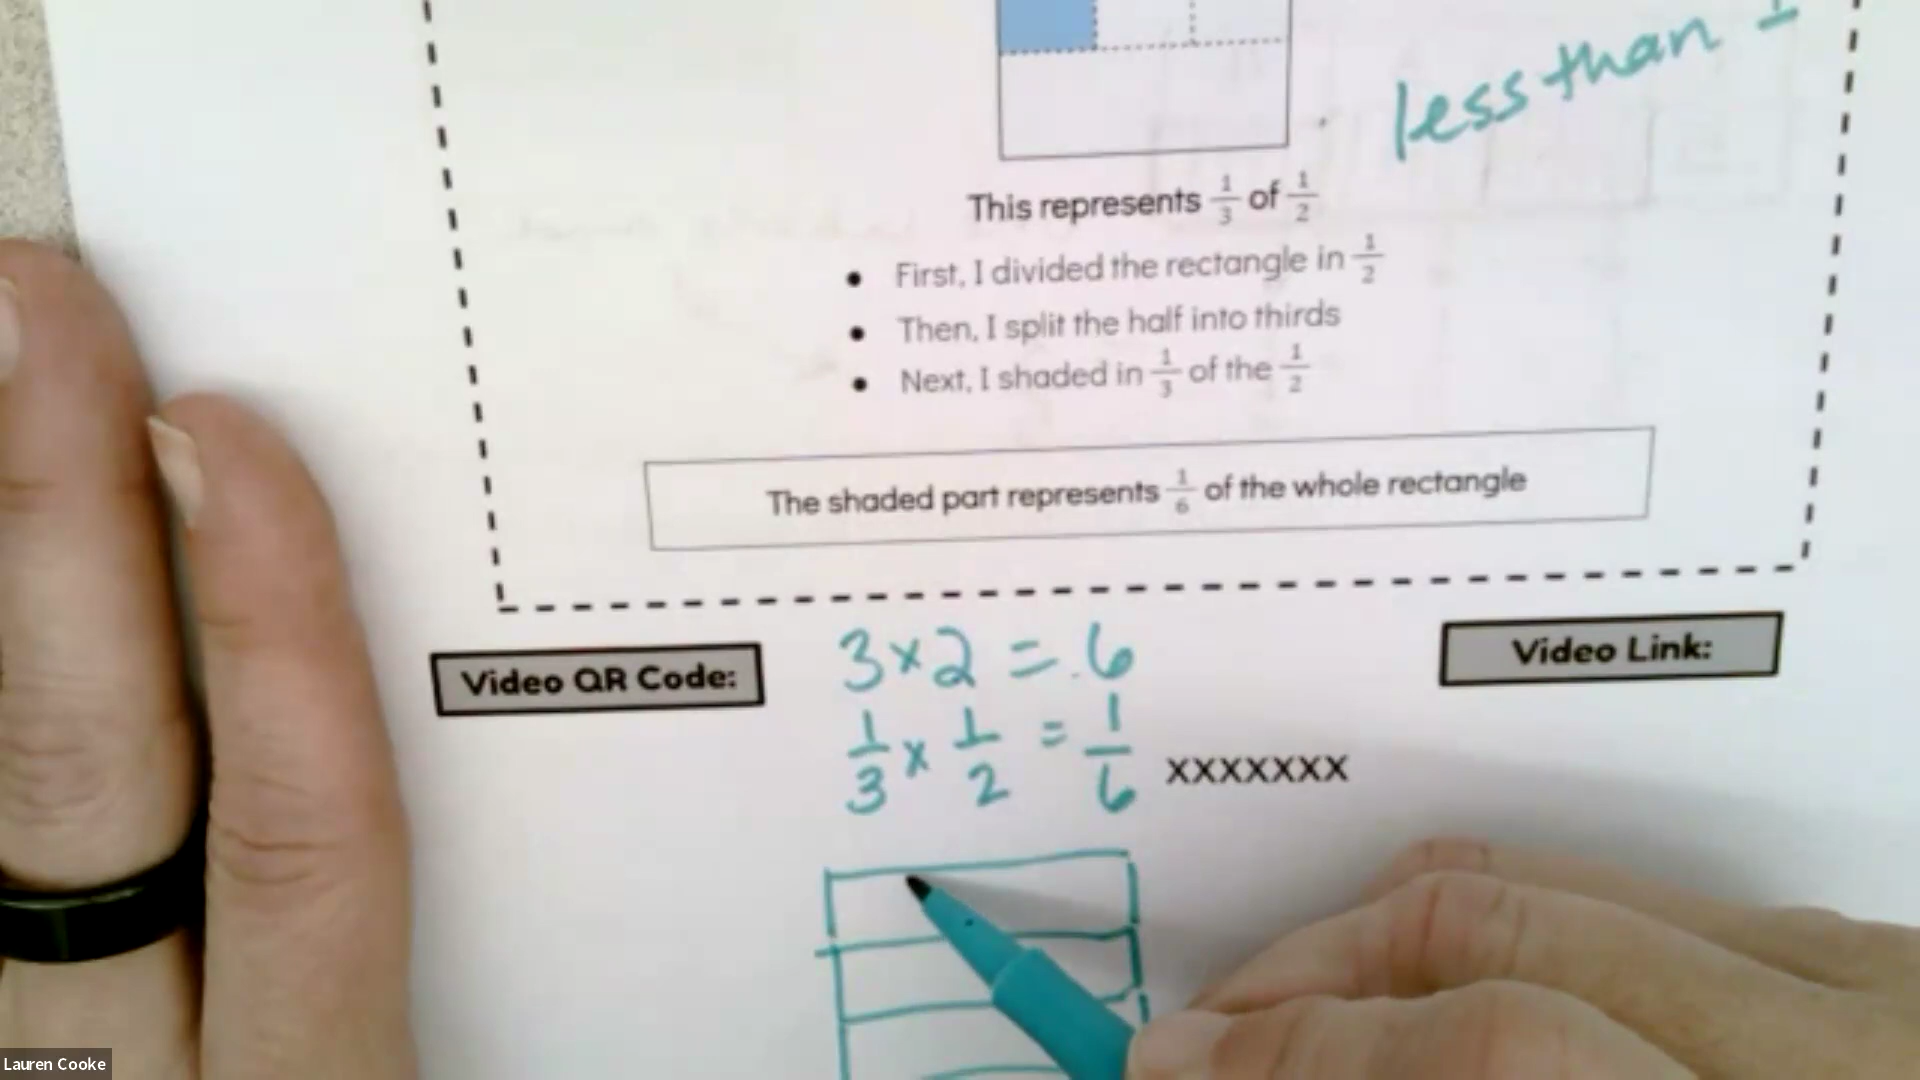 less than 1
This represents 1/3 of 1/2
• First, I divided the rectangle in 1/2
• Then, I split the half into thirds
• Next, I shaded in 1/3 of the 1/2
The shaded part represents 1/6 of the whole rectangle
Video QR Code:
3 × 2 = 6
Video Link:
1/3 × 1/2 = 1/6
XXXXXXX
Lauren Cooke